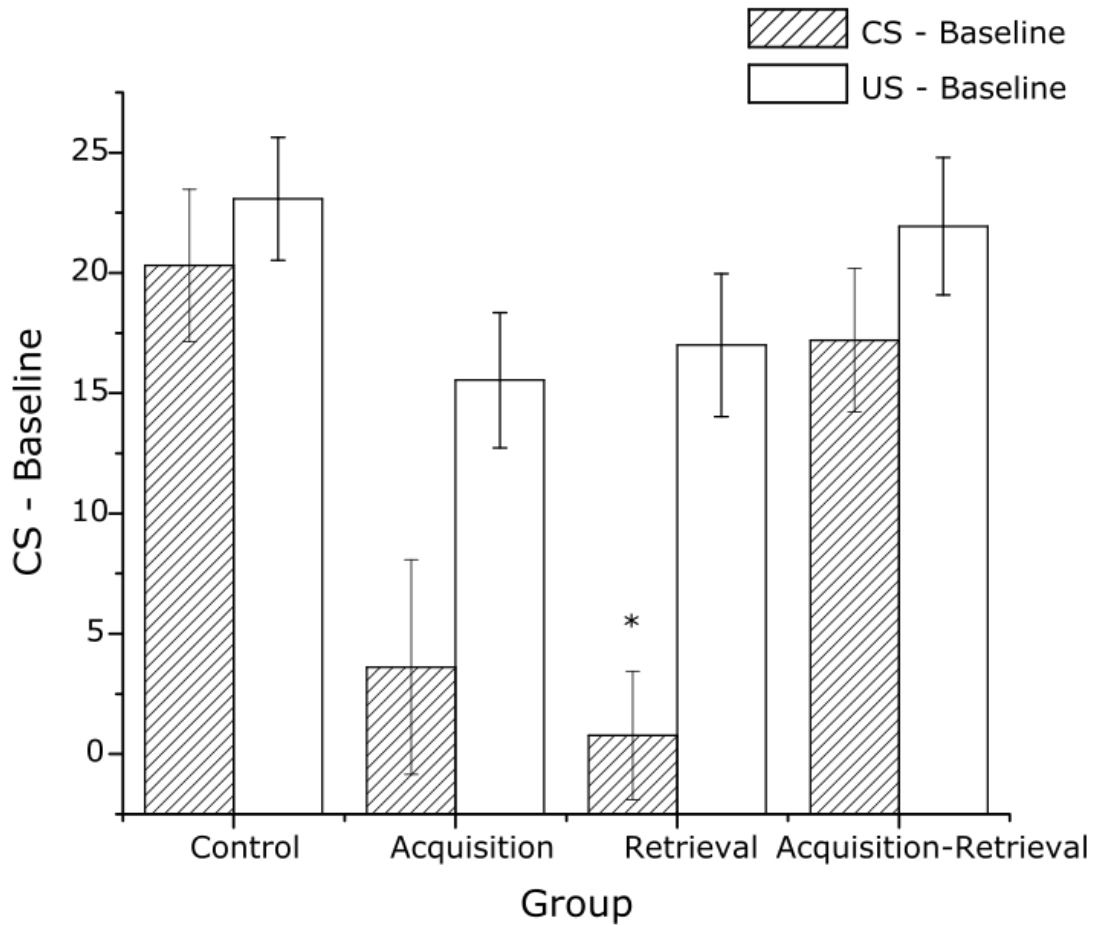 CS - Baseline
US - Baseline
25
20
15
10
5
0
CS - Baseline
*
Control Acquisition Retrieval Acquisition-Retrieval
Group